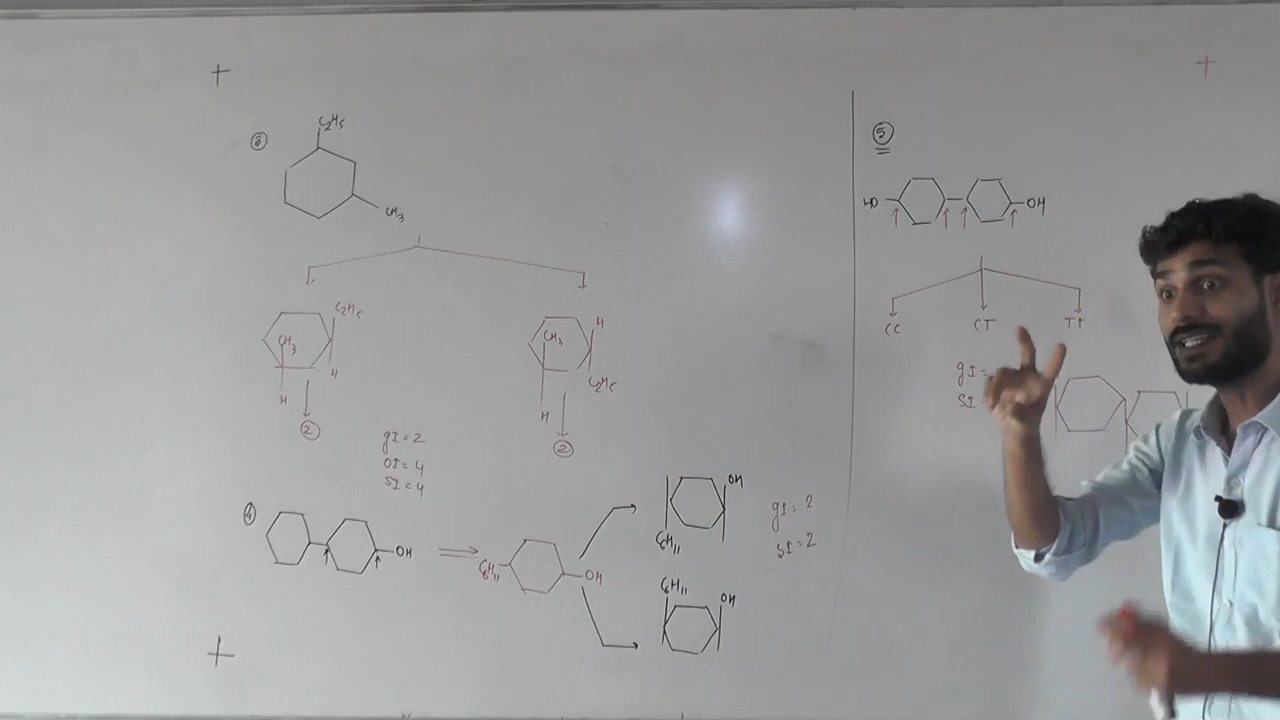 ③
C₂H₅
CH₃
C₂H₅
CH₃
H
H
②
H
CH₃
C₂H₅
H
②
gI = 2
OI = 4
SI = 4
④
OH
C₆H₁₁
OH
OH
C₆H₁₁
C₆H₁₁
OH
gI = 2
SI = 2
⑤
HO
OH
CC
CT
TT
gI =
SI